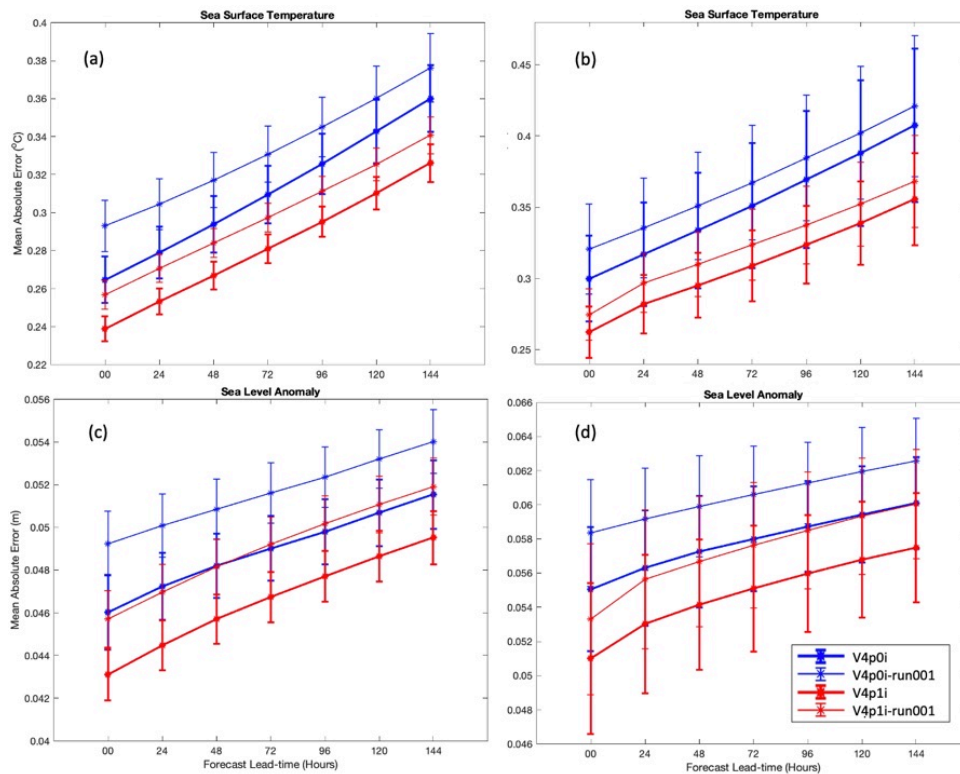 Sea Surface Temperature
(a)
Mean Absolute Error (°C)
0.4
0.38
0.36
0.34
0.32
0.3
0.28
0.26
0.24
0.22
00 24 48 72 96 120 144
Sea Surface Temperature
(b)
0.45
0.4
0.35
0.3
0.25
00 24 48 72 96 120 144
Sea Level Anomaly
(c)
Mean Absolute Error (m)
0.056
0.054
0.052
0.05
0.048
0.046
0.044
0.042
0.04
00 24 48 72 96 120 144
Forecast Lead-time (Hours)
Sea Level Anomaly
(d)
0.066
0.064
0.062
0.06
0.058
0.056
0.054
0.052
0.05
0.048
0.046
00 24 48 72 96 120 144
Forecast Lead-time (Hours)
V4p0i
V4p0i-run001
V4p1i
V4p1i-run001